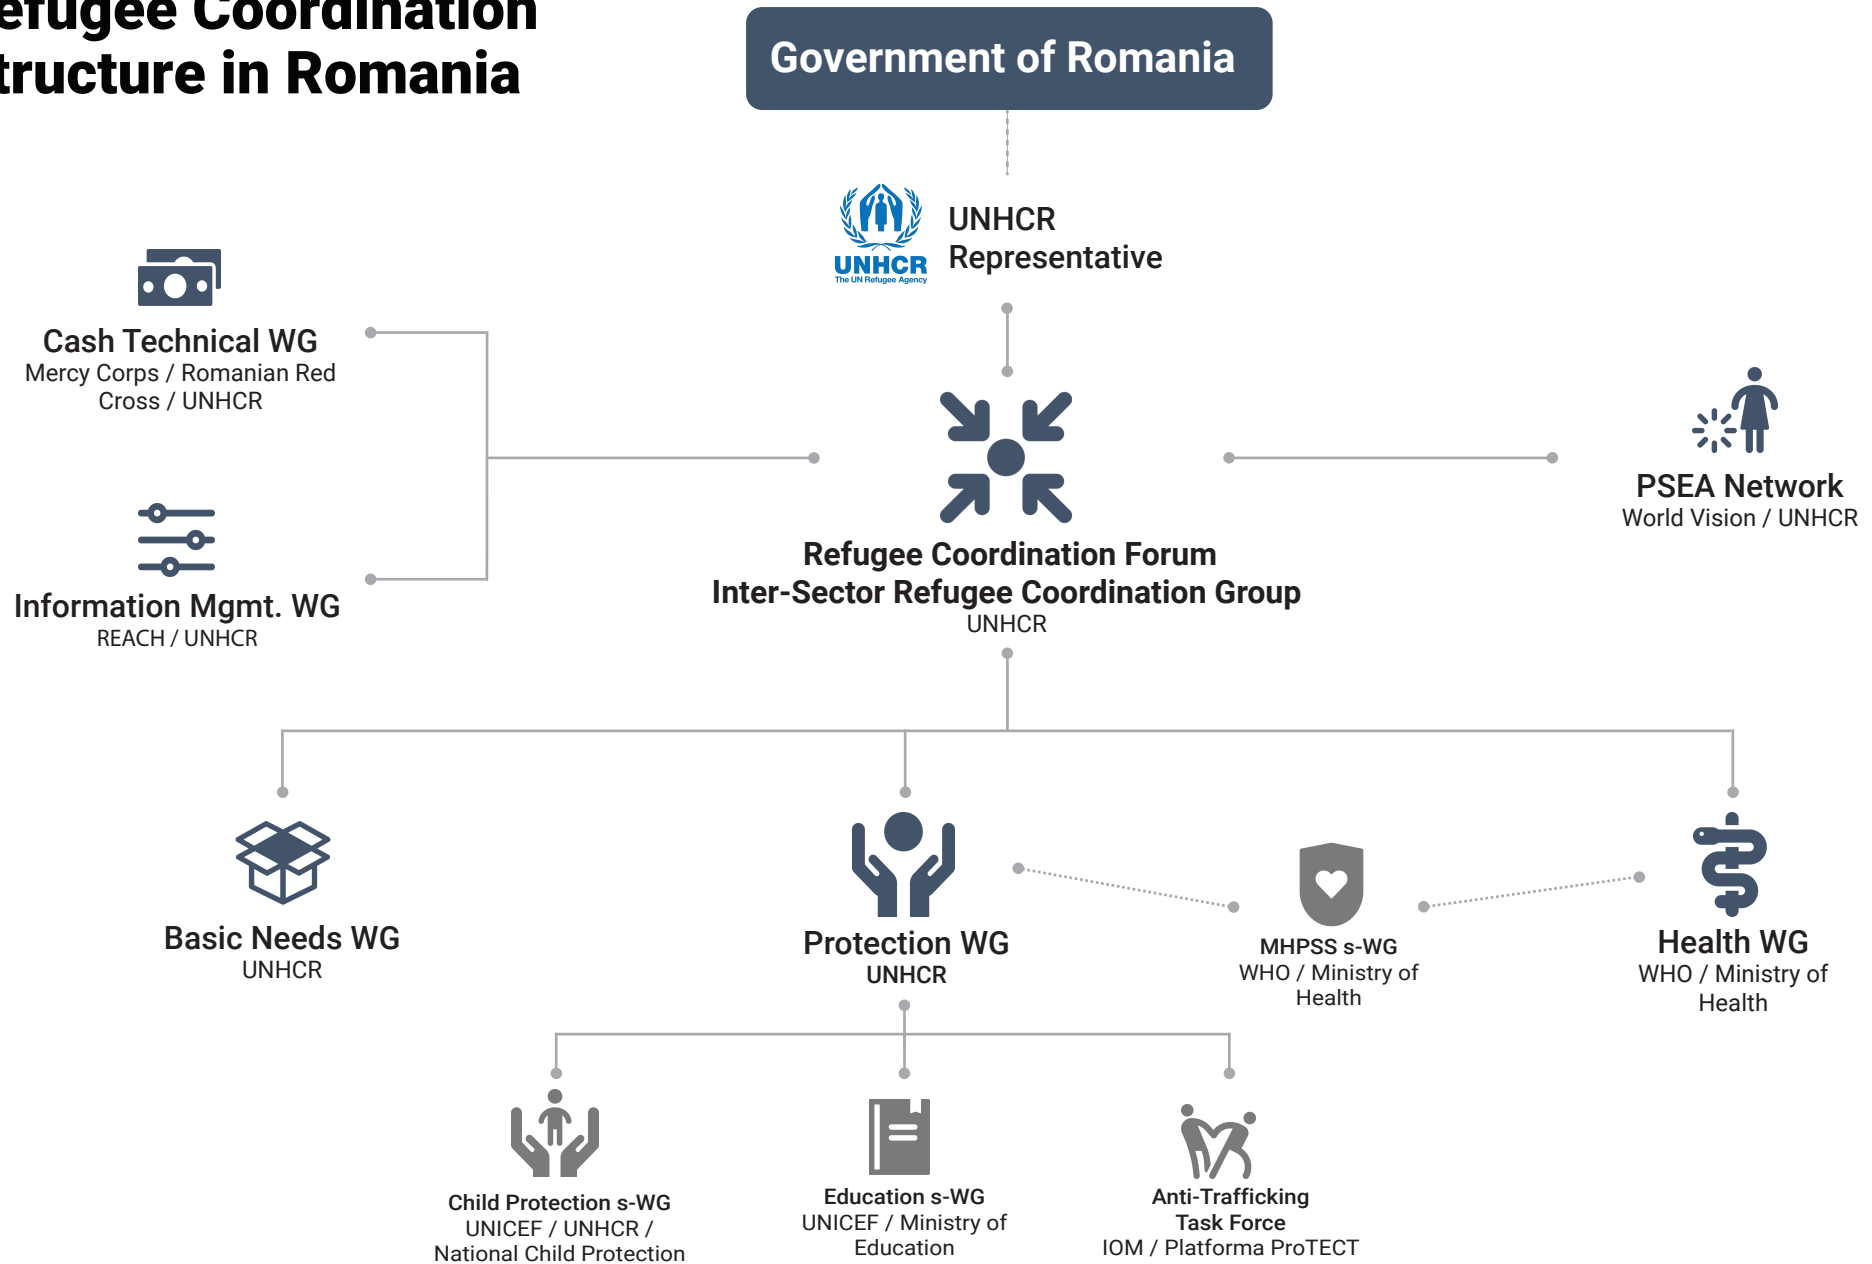 efugee Coordination
tructure in Romania
Government of Romania
UNHCR
The UN Refugee Agency
UNHCR
Representative
Cash Technical WG
Mercy Corps / Romanian Red
Cross / UNHCR
Information Mgmt. WG
REACH / UNHCR
PSEA Network
World Vision / UNHCR
Refugee Coordination Forum
Inter-Sector Refugee Coordination Group
UNHCR
Basic Needs WG
UNHCR
Protection WG
UNHCR
MHPSS s-WG
WHO / Ministry of
Health
Health WG
WHO / Ministry of
Health
Child Protection s-WG
UNICEF / UNHCR /
National Child Protection
Education s-WG
UNICEF / Ministry of
Education
Anti-Trafficking
Task Force
IOM / Platforma ProTECT